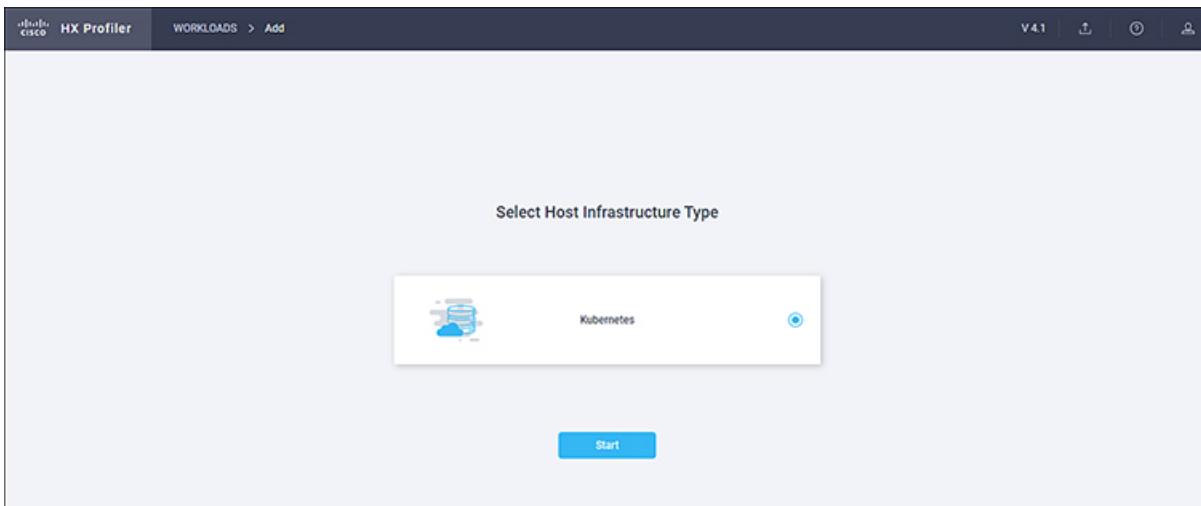 cisco HX Profiler WORKLOADS > Add V 4.1
Select Host Infrastructure Type
Kubernetes
Start